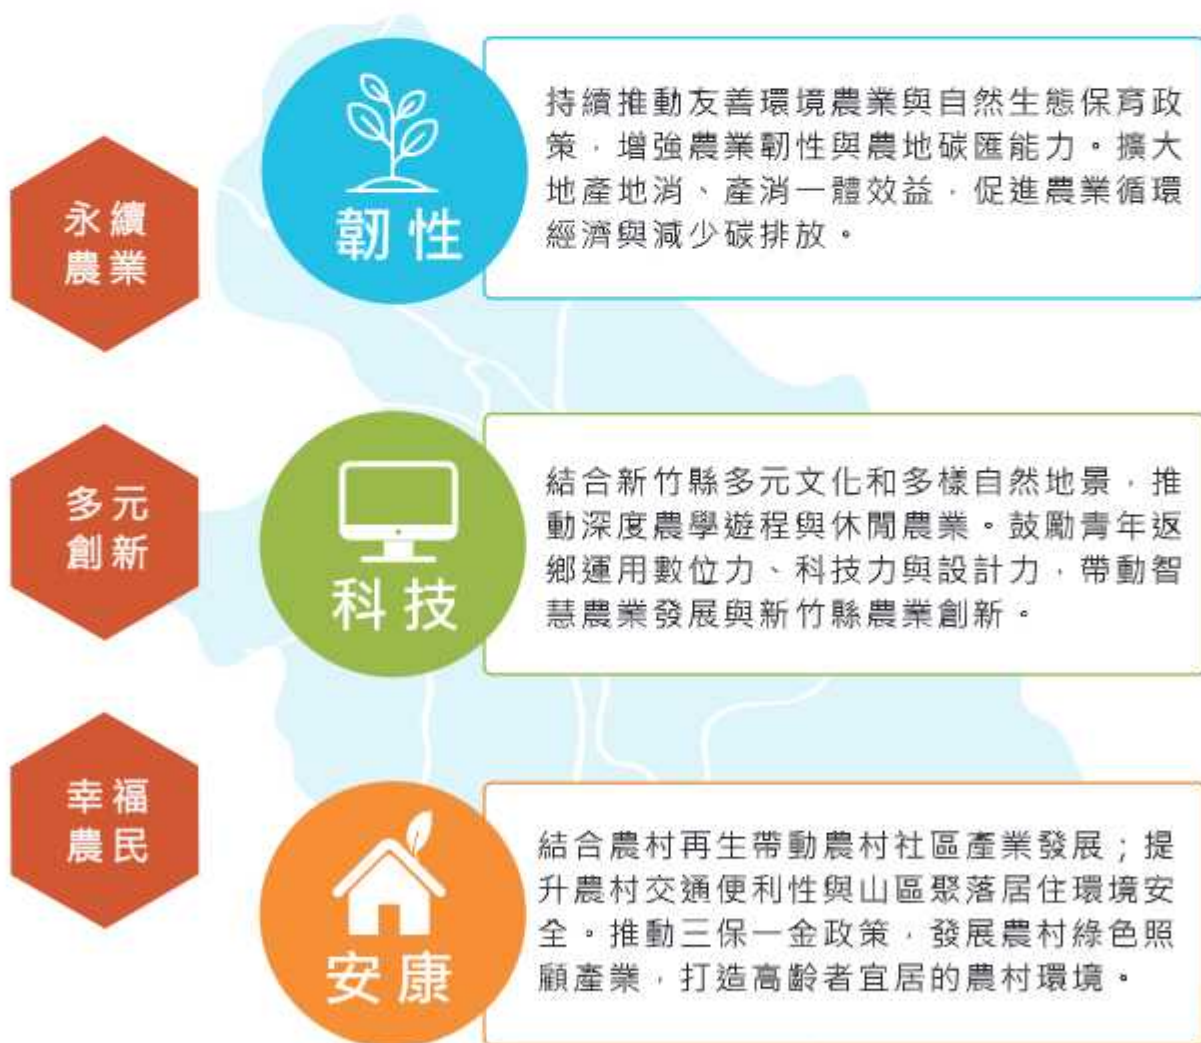 永續
農業
韌性
持續推動友善環境農業與自然生態保育政
策，增強農業韌性與農地碳匯能力。擴大
地產地消、產消一體效益，促進農業循環
經濟與減少碳排放。
多元
創新
科技
結合新竹縣多元文化和多樣自然地景，推
動深度農學遊程與休閒農業。鼓勵青年返
鄉運用數位力、科技力與設計力，帶動智
慧農業發展與新竹縣農業創新。
幸福
農民
安康
結合農村再生帶動農村社區產業發展；提
升農村交通便利性與山區聚落居住環境安
全。推動三保一金政策，發展農村綠色照
顧產業，打造高齡者宜居的農村環境。